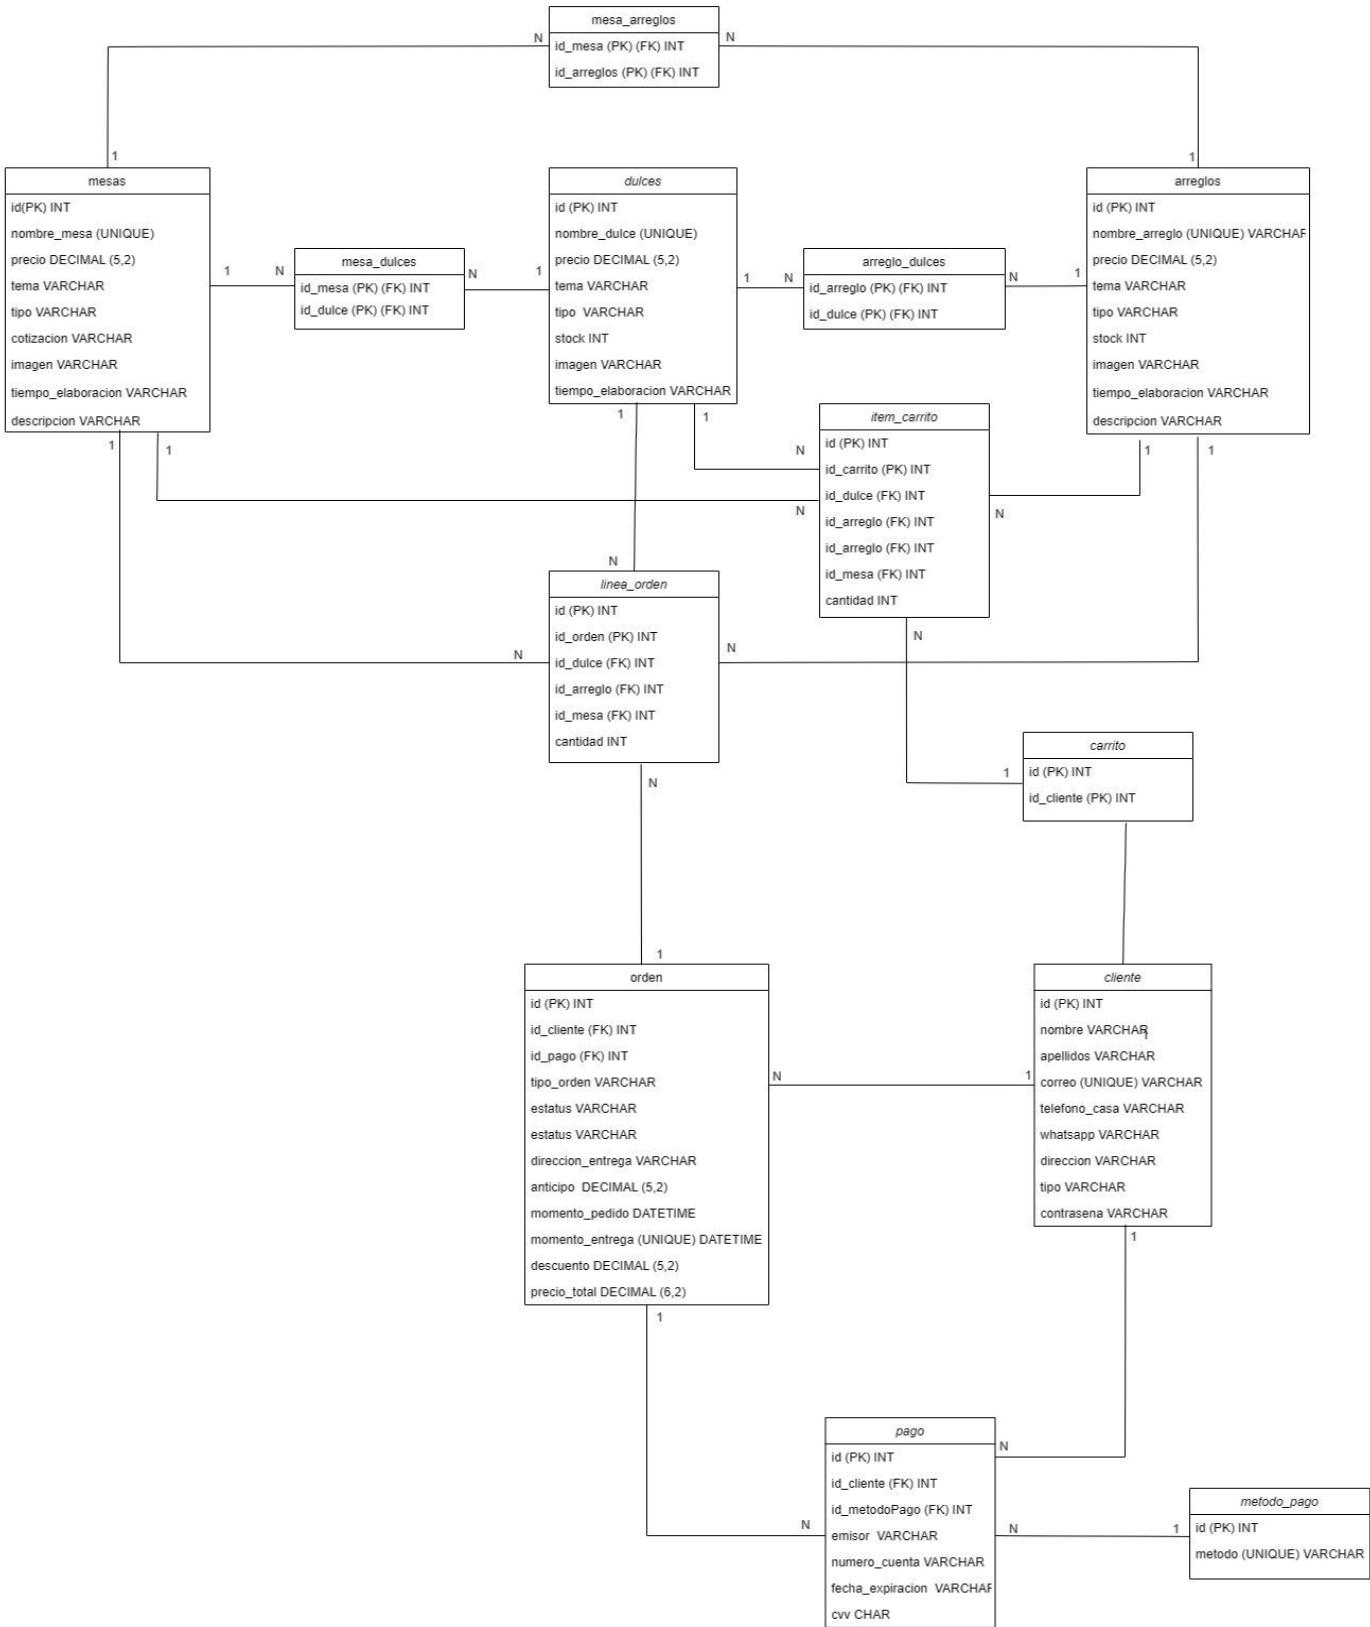 mesa_arreglos
id_mesa (PK) (FK) INT
id_arreglos (PK) (FK) INT
N
N
1
1
mesas
id(PK) INT
nombre_mesa (UNIQUE)
precio DECIMAL (5,2)
tema VARCHAR
tipo VARCHAR
cotizacion VARCHAR
imagen VARCHAR
tiempo_elaboracion VARCHAR
descripcion VARCHAR
1
N
mesa_dulces
id_mesa (PK) (FK) INT
id_dulce (PK) (FK) INT
N
1
dulces
id (PK) INT
nombre_dulce (UNIQUE)
precio DECIMAL (5,2)
tema VARCHAR
tipo VARCHAR
stock INT
imagen VARCHAR
tiempo_elaboracion VARCHAR
1
N
arreglo_dulces
id_arreglo (PK) (FK) INT
id_dulce (PK) (FK) INT
N
1
arreglos
id (PK) INT
nombre_arreglo (UNIQUE) VARCHAR
precio DECIMAL (5,2)
tema VARCHAR
tipo VARCHAR
stock INT
imagen VARCHAR
tiempo_elaboracion VARCHAR
descripcion VARCHAR
1
1
1
1
1
1
item_carrito
id (PK) INT
id_carrito (PK) INT
id_dulce (FK) INT
id_arreglo (FK) INT
id_arreglo (FK) INT
id_mesa (FK) INT
cantidad INT
N
N
N
N
N
linea_orden
id (PK) INT
id_orden (PK) INT
id_dulce (FK) INT
id_arreglo (FK) INT
id_mesa (FK) INT
cantidad INT
N
N
N
1
carrito
id (PK) INT
id_cliente (PK) INT
1
orden
id (PK) INT
id_cliente (FK) INT
id_pago (FK) INT
tipo_orden VARCHAR
estatus VARCHAR
estatus VARCHAR
direccion_entrega VARCHAR
anticipo DECIMAL (5,2)
momento_pedido DATETIME
momento_entrega (UNIQUE) DATETIME
descuento DECIMAL (5,2)
precio_total DECIMAL (6,2)
N
1
cliente
id (PK) INT
nombre VARCHAR
apellidos VARCHAR
correo (UNIQUE) VARCHAR
telefono_casa VARCHAR
whatsapp VARCHAR
direccion VARCHAR
tipo VARCHAR
contrasena VARCHAR
1
1
pago
id (PK) INT
id_cliente (FK) INT
id_metodoPago (FK) INT
emisor VARCHAR
numero_cuenta VARCHAR
fecha_expiracion VARCHAR
cvv CHAR
N
N
N
1
metodo_pago
id (PK) INT
metodo (UNIQUE) VARCHAR